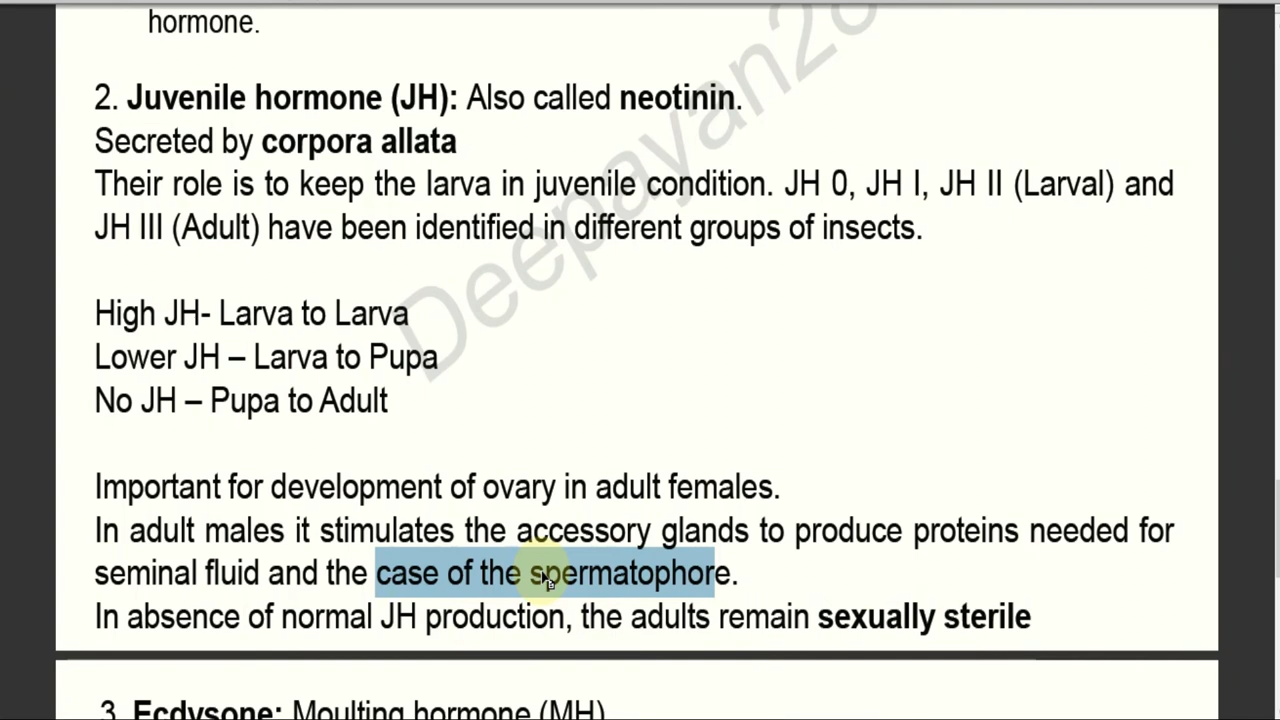 hormone.
2. Juvenile hormone (JH): Also called neotinin.
Secreted by corpora allata
Their role is to keep the larva in juvenile condition. JH 0, JH I, JH II (Larval) and
JH III (Adult) have been identified in different groups of insects.
High JH- Larva to Larva
Lower JH – Larva to Pupa
No JH – Pupa to Adult
Important for development of ovary in adult females.
In adult males it stimulates the accessory glands to produce proteins needed for
seminal fluid and the case of the spermatophore.
In absence of normal JH production, the adults remain sexually sterile
3. Ecdysone: Moulting hormone (MH)